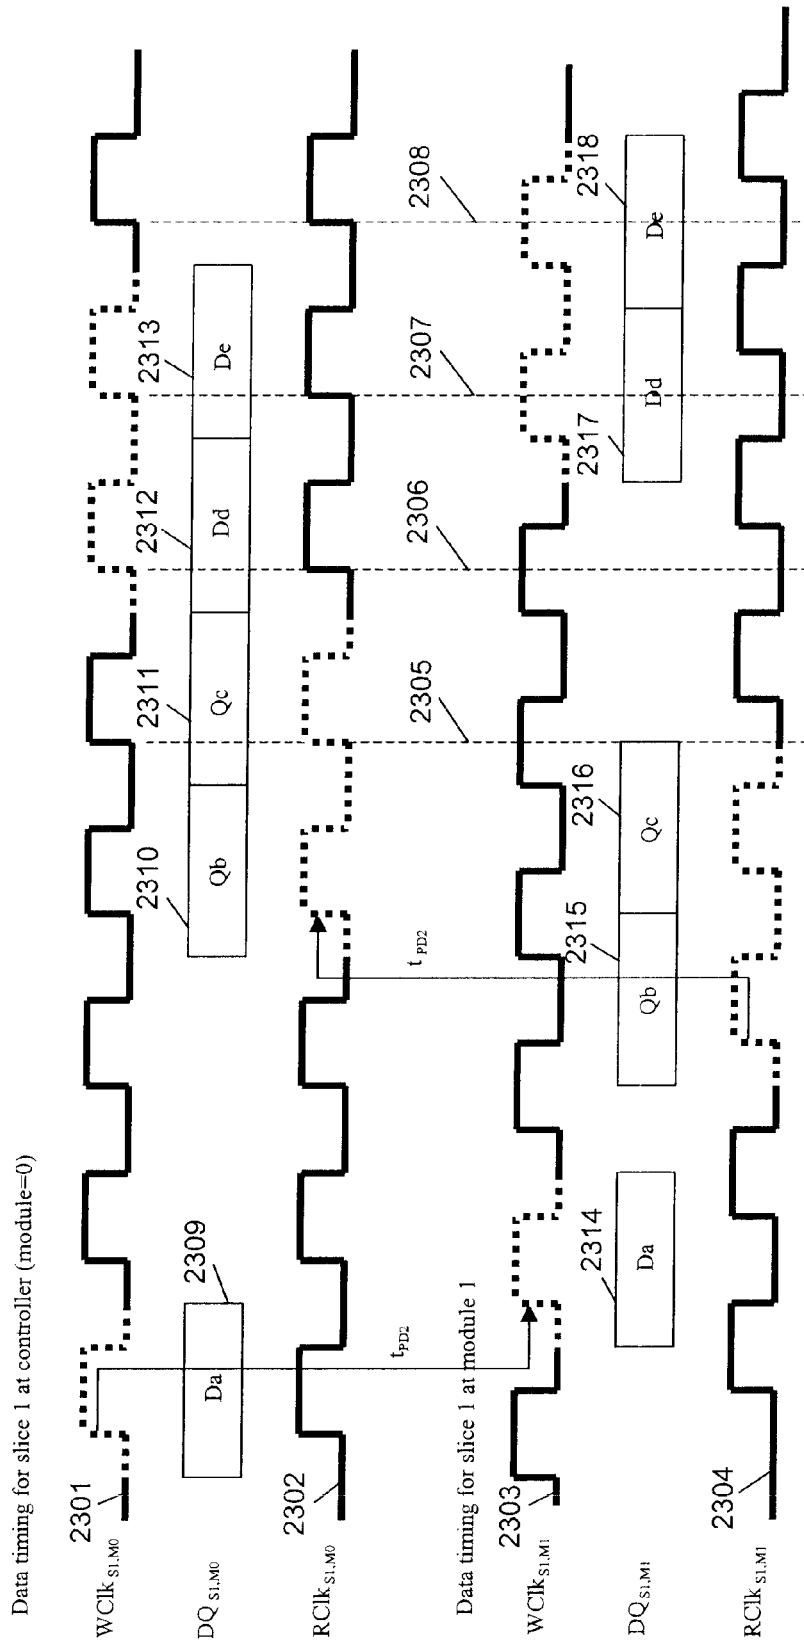 Data timing for slice 1 at controller (module=0)
WClk S1,M0
2301
DQ S1,M0
Da
2309
2310
Qb
2311
Qc
2312
Dd
2313
De
RClk S1,M0
2302
tPD2
t PD2
2305
2306
2307
2308
Data timing for slice 1 at module 1
WClk S1,M1
2303
DQ S1,M1
2314
Da
2315
Qb
2316
Qc
2317
Dd
2318
De
RClk S1,M1
2304